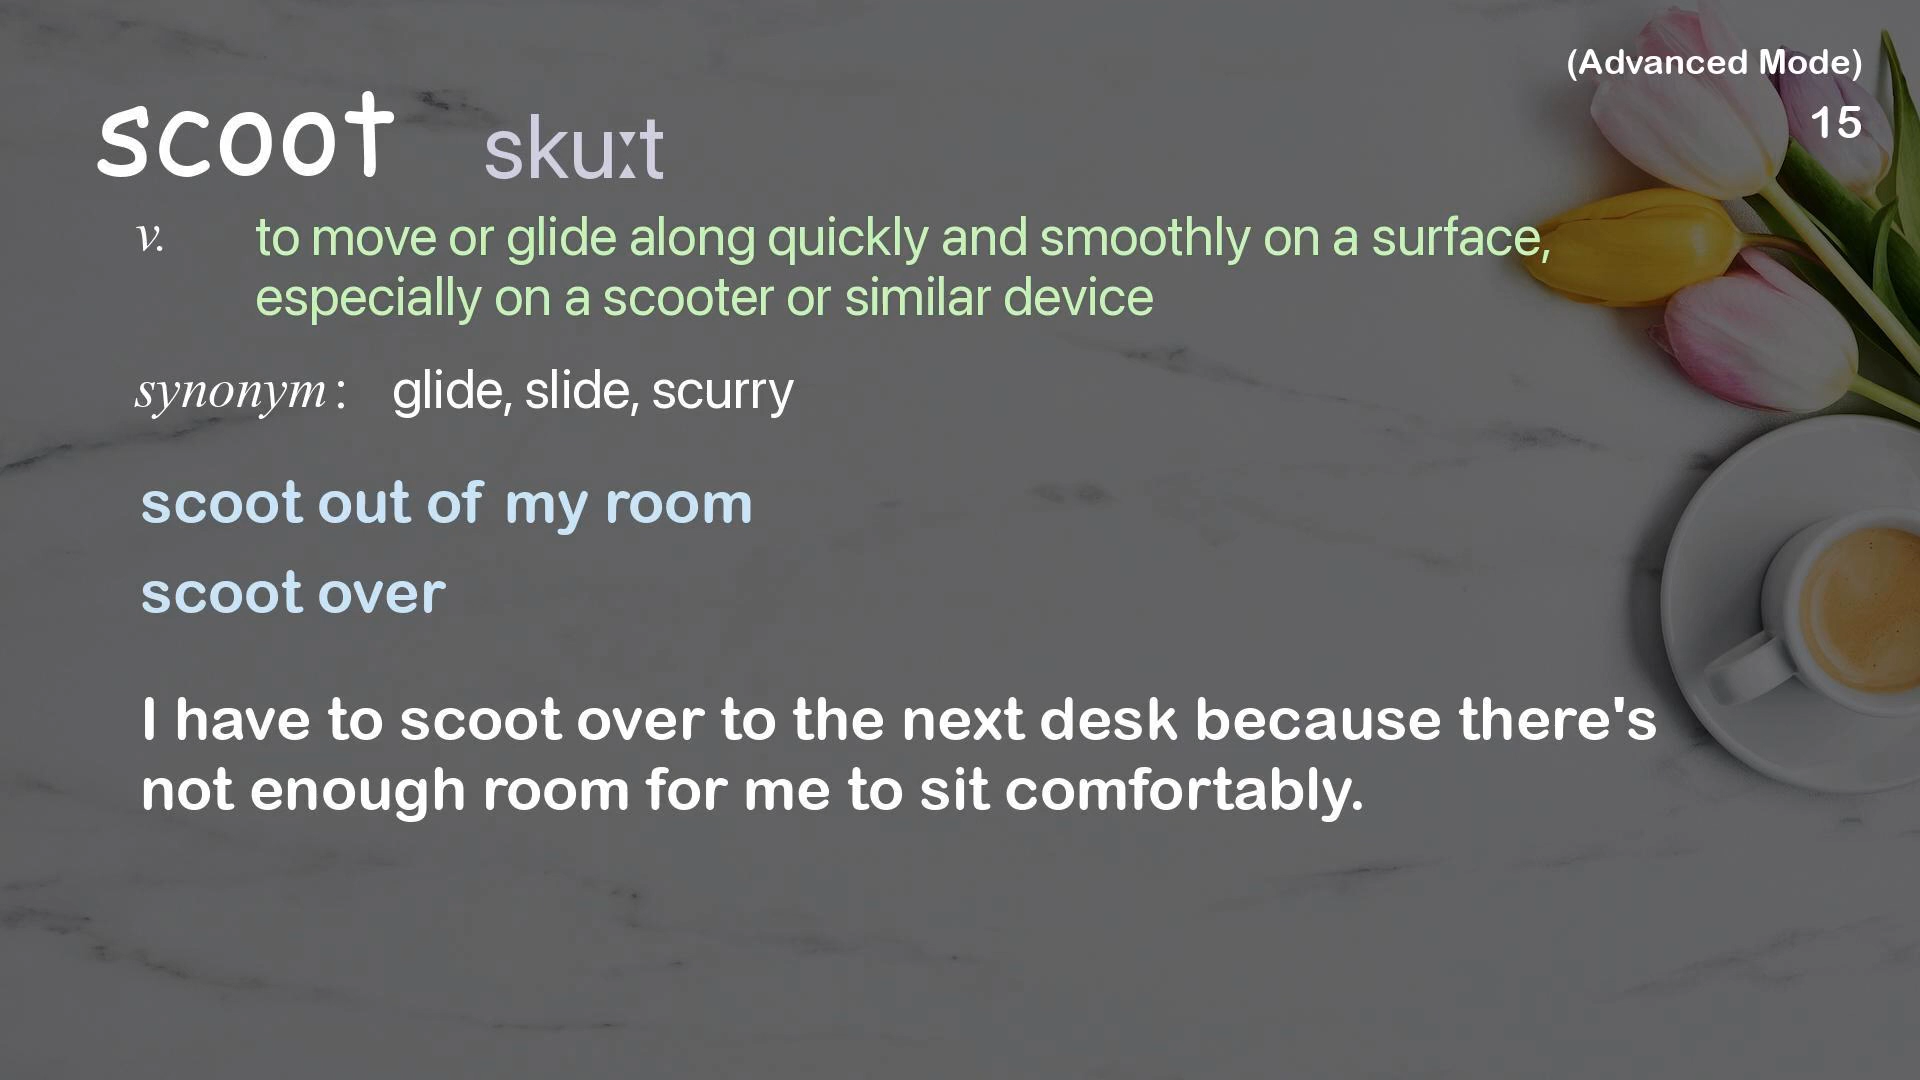 (Advanced Mode)
15
scoot skuːt
v. to move or glide along quickly and smoothly on a surface,
especially on a scooter or similar device
synonym: glide, slide, scurry
scoot out of my room
scoot over
I have to scoot over to the next desk because there's
not enough room for me to sit comfortably.